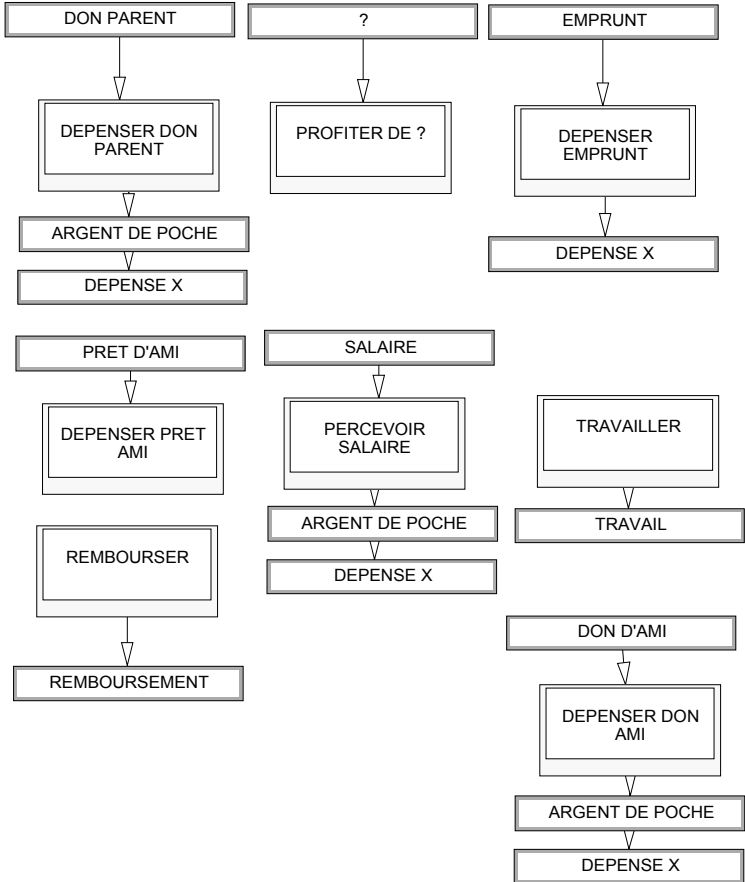 DON PARENT
?
EMPRUNT
DEPENSER DON
PARENT
PROFITER DE ?
DEPENSER
EMPRUNT
ARGENT DE POCHE
DEPENSE X
DEPENSE X
PRET D'AMI
SALAIRE
DEPENSER PRET
AMI
PERCEVOIR
SALAIRE
TRAVAILLER
ARGENT DE POCHE
TRAVAIL
REMBOURSER
DEPENSE X
DON D'AMI
REMBOURSEMENT
DEPENSER DON
AMI
ARGENT DE POCHE
DEPENSE X